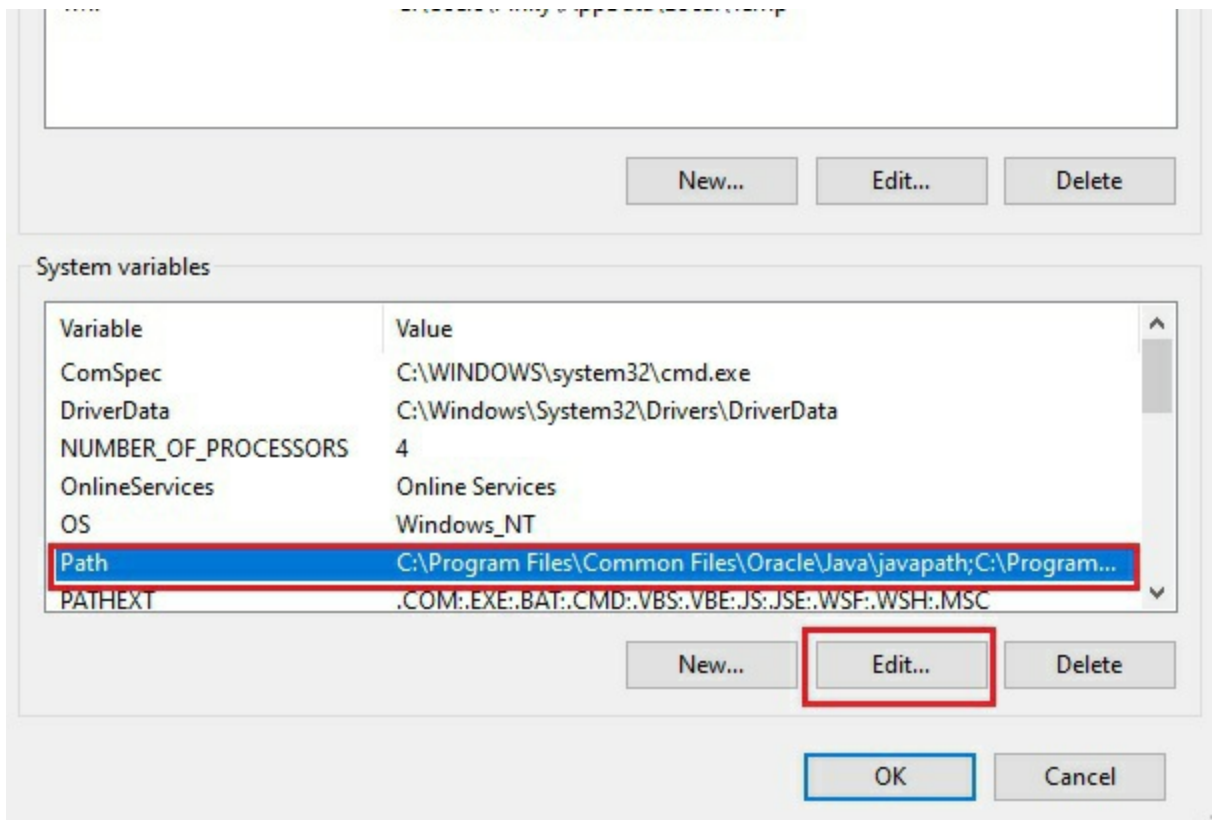 New... Edit... Delete
System variables
Variable Value
ComSpec C:\WINDOWS\system32\cmd.exe
DriverData C:\Windows\System32\Drivers\DriverData
NUMBER_OF_PROCESSORS 4
OnlineServices Online Services
OS Windows_NT
Path C:\Program Files\Common Files\Oracle\Java\javapath;C:\Program...
PATHEXT .COM;.EXE;.BAT;.CMD;.VBS;.VBE;.JS;.JSE;.WSF;.WSH;.MSC
New... Edit... Delete
OK Cancel